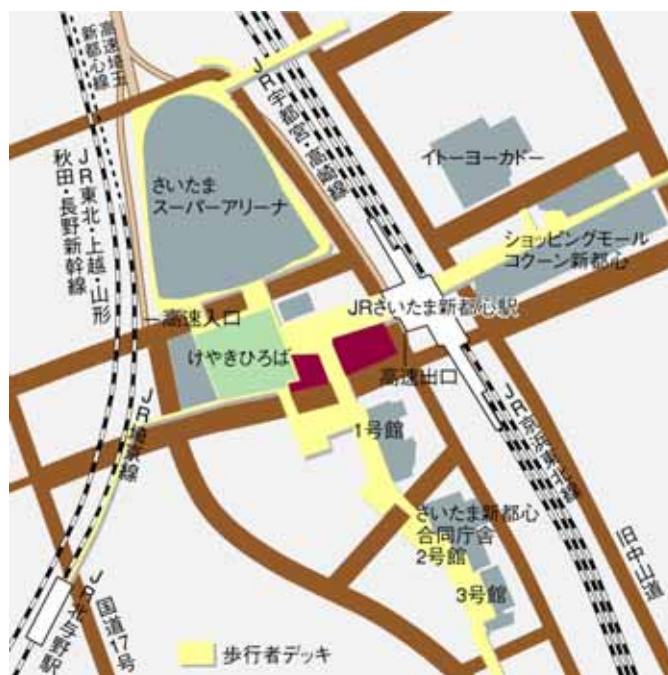 高速埼玉
新都心線
JR宇都宮・高崎線
イトーヨーカドー
さいたま
スーパーアリーナ
JR東北・上越・山形
秋田・長野新幹線
ショッピングモール
コクーン新都心
JRさいたま新都心駅
高速入口
けやきひろば
高速出口
JR埼京線
JR京浜東北線
1号館
さいたま新都心
合同庁舎
2号館
3号館
旧中山道
JR北与野駅
国道17号
歩行者デッキ